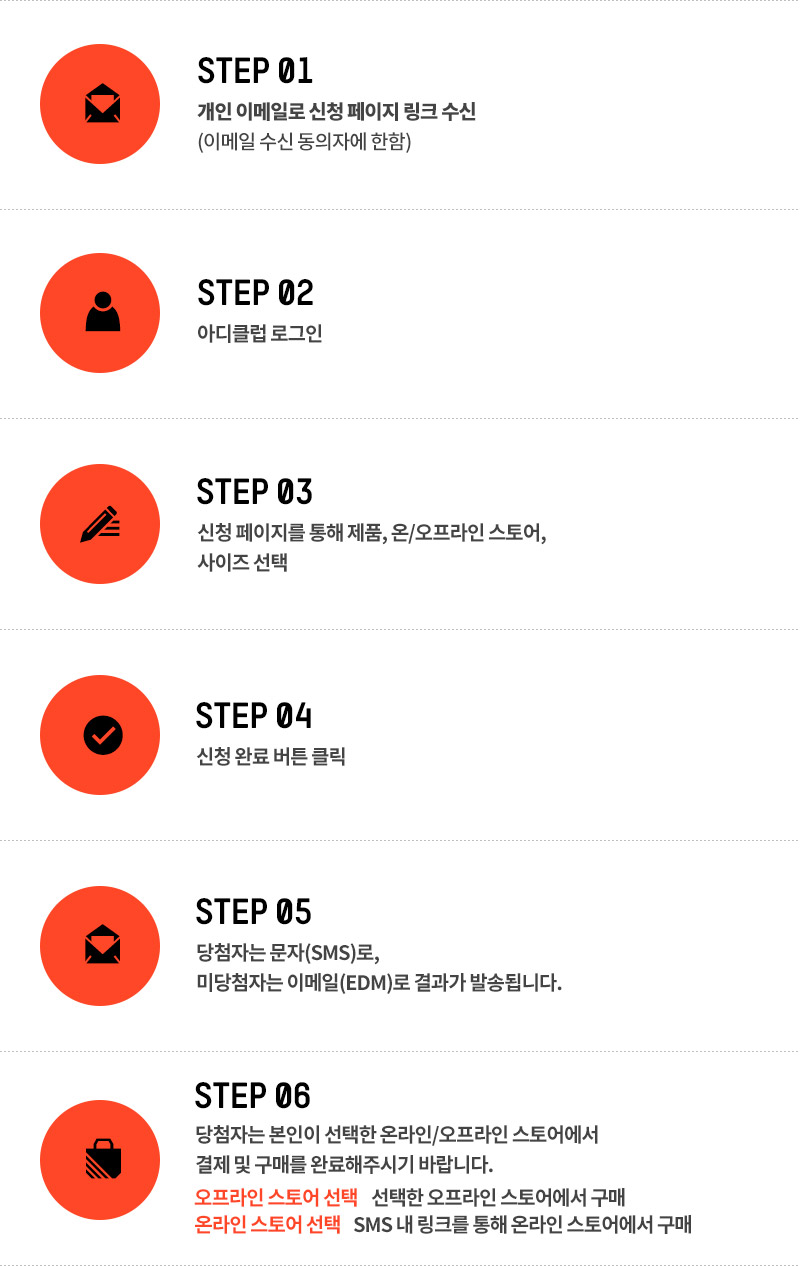 STEP 01
개인 이메일로 신청 페이지 링크 수신
(이메일 수신 동의자에 한함)
STEP 02
아디클럽 로그인
STEP 03
신청 페이지를 통해 제품, 온/오프라인 스토어,
사이즈 선택
STEP 04
신청 완료 버튼 클릭
STEP 05
당첨자는 문자(SMS)로,
미당첨자는 이메일(EDM)로 결과가 발송됩니다.
STEP 06
당첨자는 본인이 선택한 온라인/오프라인 스토어에서
결제 및 구매를 완료해주시기 바랍니다.
오프라인 스토어 선택 선택한 오프라인 스토어에서 구매
온라인 스토어 선택 SMS 내 링크를 통해 온라인 스토어에서 구매